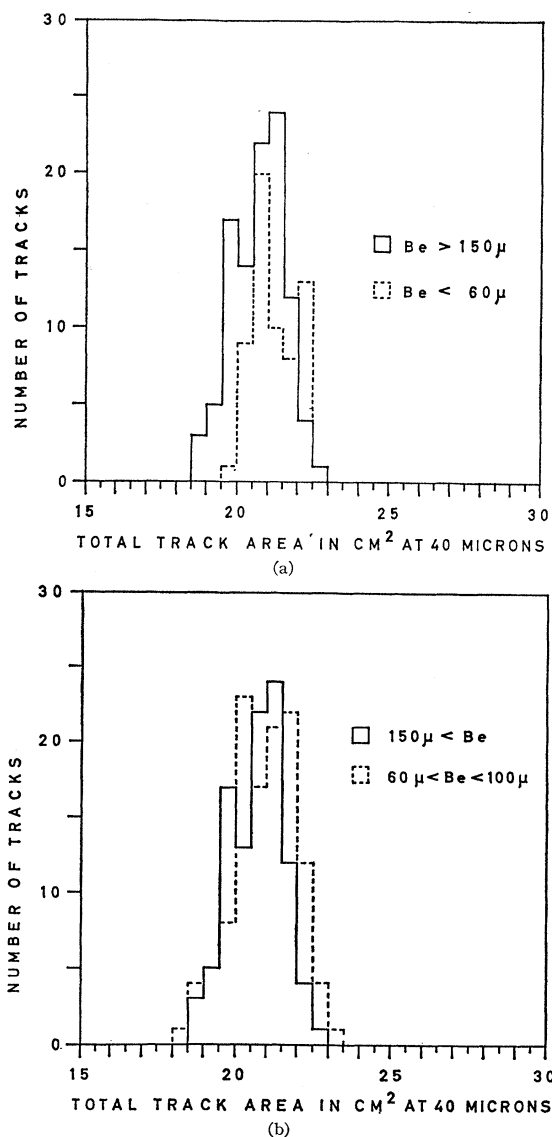 30
20
10
0
NUMBER OF TRACKS
Be > 150μ
Be < 60μ
15 20 25 30
TOTAL TRACK AREA IN CM² AT 40 MICRONS
(a)
30
20
10
0
NUMBER OF TRACKS
150μ < Be
60μ<Be<100μ
15 20 25 30
TOTAL TRACK AREA IN CM² AT 40 MICRONS
(b)